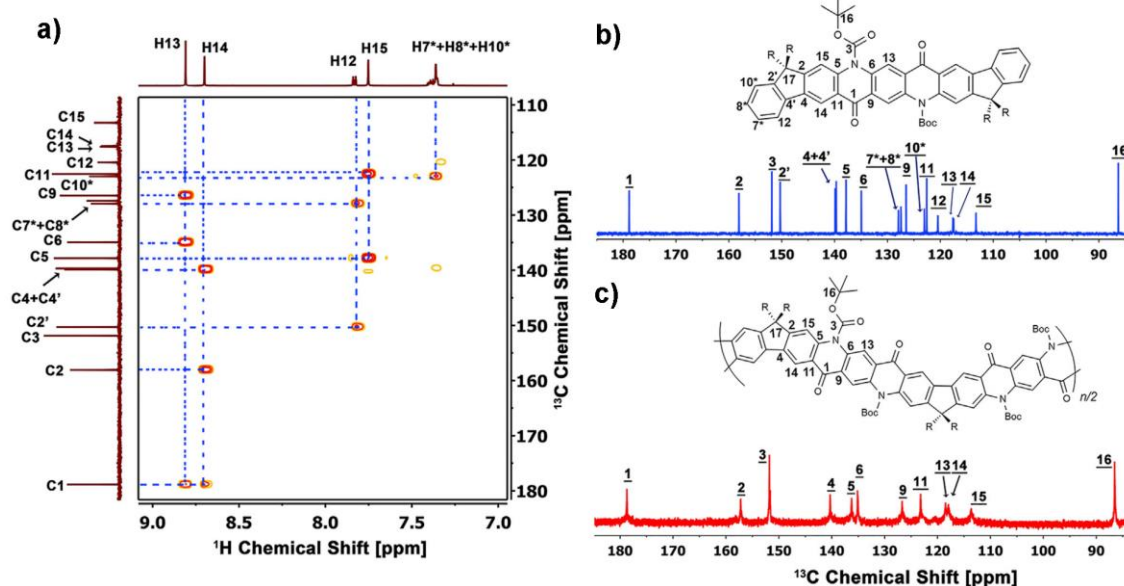 a)
H13
H14
H12
H15
H7*+H8*+H10*
C15
C14
C13
C12
C11
C10*
C9
C7*+C8*
C6
C5
C4+C4'
C2'
C3
C2
C1
110
120
130
140
150
160
170
180
¹³C Chemical Shift [ppm]
9.0 8.5 8.0 7.5 7.0
¹H Chemical Shift [ppm]
b)
16
O
O
3
R
R
2'
17
2
15
5
N
6
13
O
10*
8*
7*
4'
4
12
14
11
1
O
9
N
Boc
R
R
1
2
3
2'
4+4'
5
6
7*+8*
9
10*
11
12
13
14
15
16
180 170 160 150 140 130 120 110 100 90
c)
16
O
O
3
R
R
17
2
15
5
N
6
13
O
4
14
11
1
O
9
N
Boc
R
R
O
N
Boc
Boc
N
O
n/2
1
2
3
4
5
6
9
11
13
14
15
16
180 170 160 150 140 130 120 110 100 90
¹³C Chemical Shift [ppm]